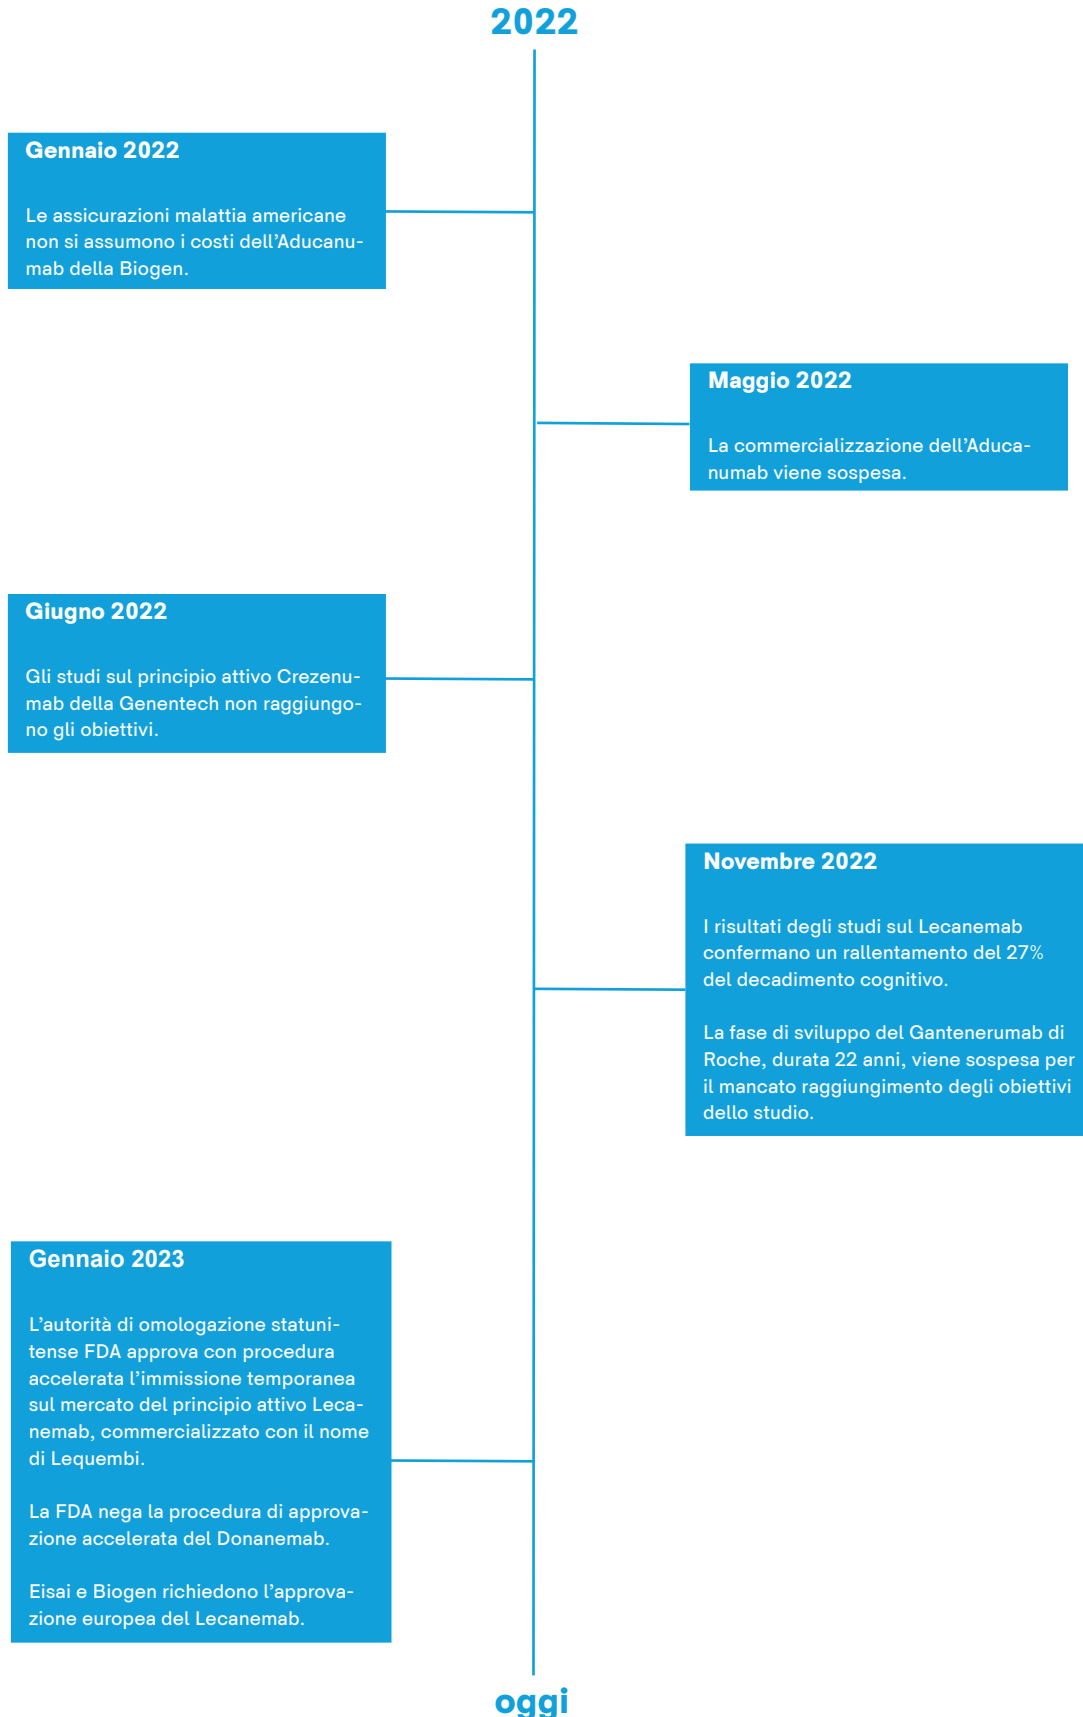 2022
Gennaio 2022
Le assicurazioni malattia americane
non si assumono i costi dell’Aducanu-
mab della Biogen.
Maggio 2022
La commercializzazione dell’Aduca-
numab viene sospesa.
Giugno 2022
Gli studi sul principio attivo Crezenu-
mab della Genentech non raggiungo-
no gli obiettivi.
Novembre 2022
I risultati degli studi sul Lecanemab
confermano un rallentamento del 27%
del decadimento cognitivo.
La fase di sviluppo del Gantenerumab di
Roche, durata 22 anni, viene sospesa per
il mancato raggiungimento degli obiettivi
dello studio.
Gennaio 2023
L’autorità di omologazione statuni-
tense FDA approva con procedura
accelerata l’immissione temporanea
sul mercato del principio attivo Leca-
nemab, commercializzato con il nome
di Lequembi.
La FDA nega la procedura di approva-
zione accelerata del Donanemab.
Eisai e Biogen richiedono l’approva-
zione europea del Lecanemab.
oggi